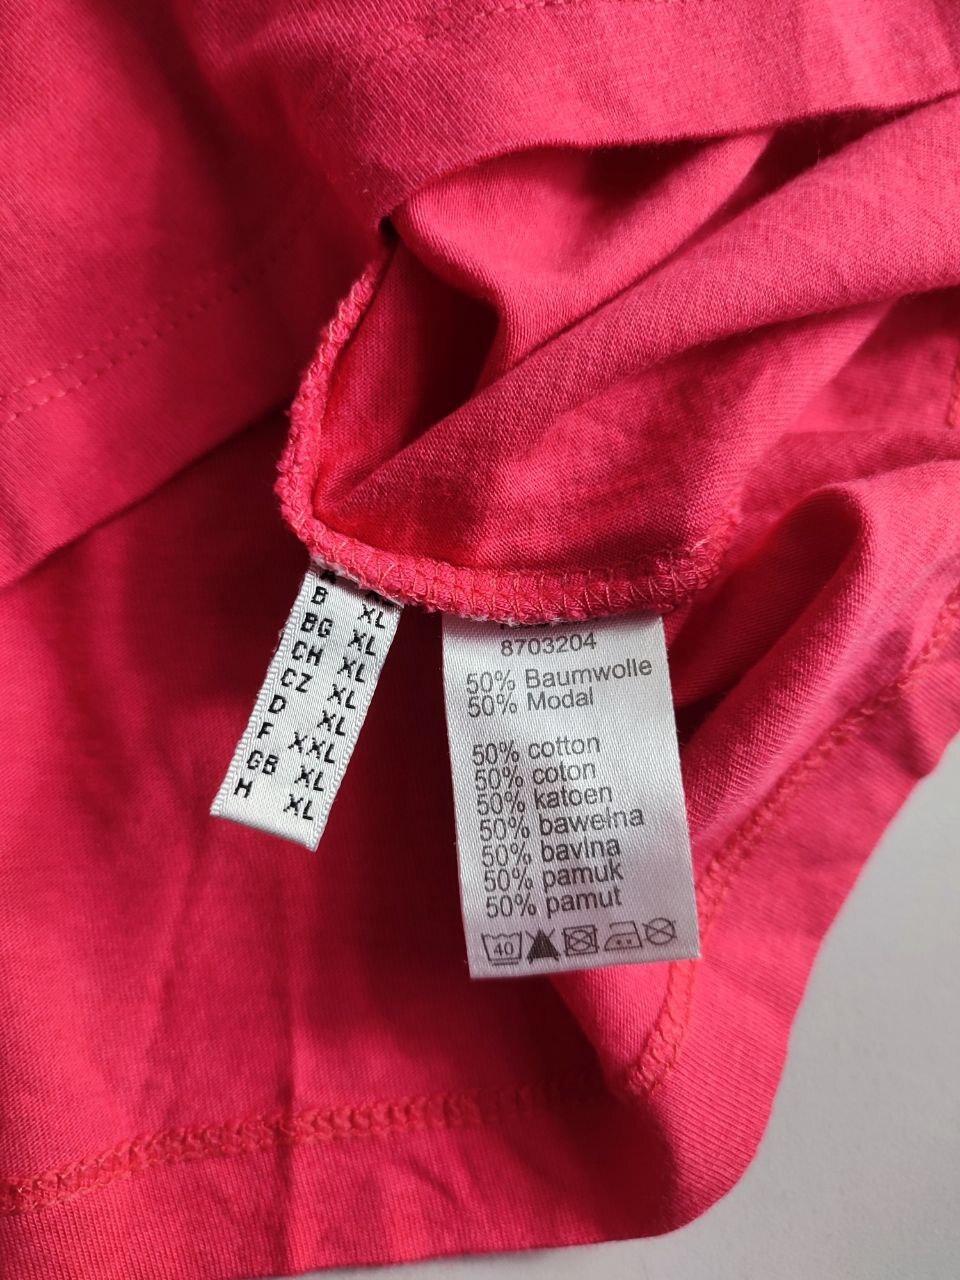 B XL
BG XL
CH XL
CZ XL
D XL
F XXL
GB XL
H XL
8703204
50% Baumwolle
50% Modal
50% cotton
50% coton
50% katoen
50% bawełna
50% bavlna
50% pamuk
50% pamut
40